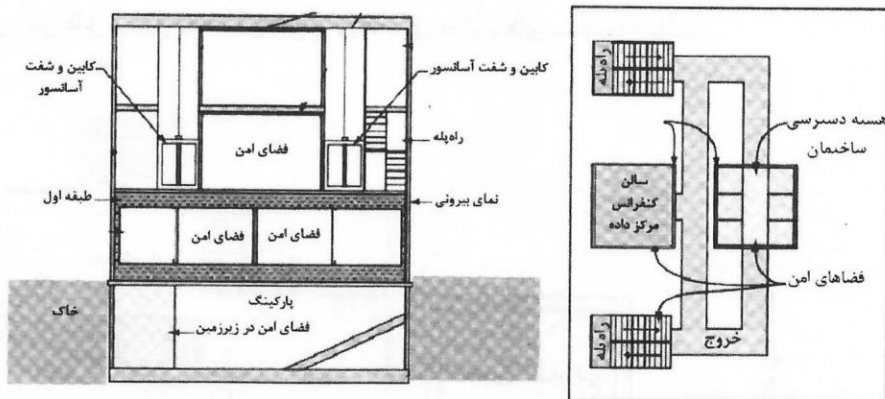 کابین و شفت
آسانسور
کابین و شفت آسانسور
فضای امن
راه‌پله
طبقه اول
نمای بیرونی
فضای امن
فضای امن
خاک
پارکینگ
فضای امن در زیرزمین
راه‌پله
هسته دسترسی
ساختمان
سالن
کنفرانس
مرکز داده
فضاهای امن
راه‌پله
خروج